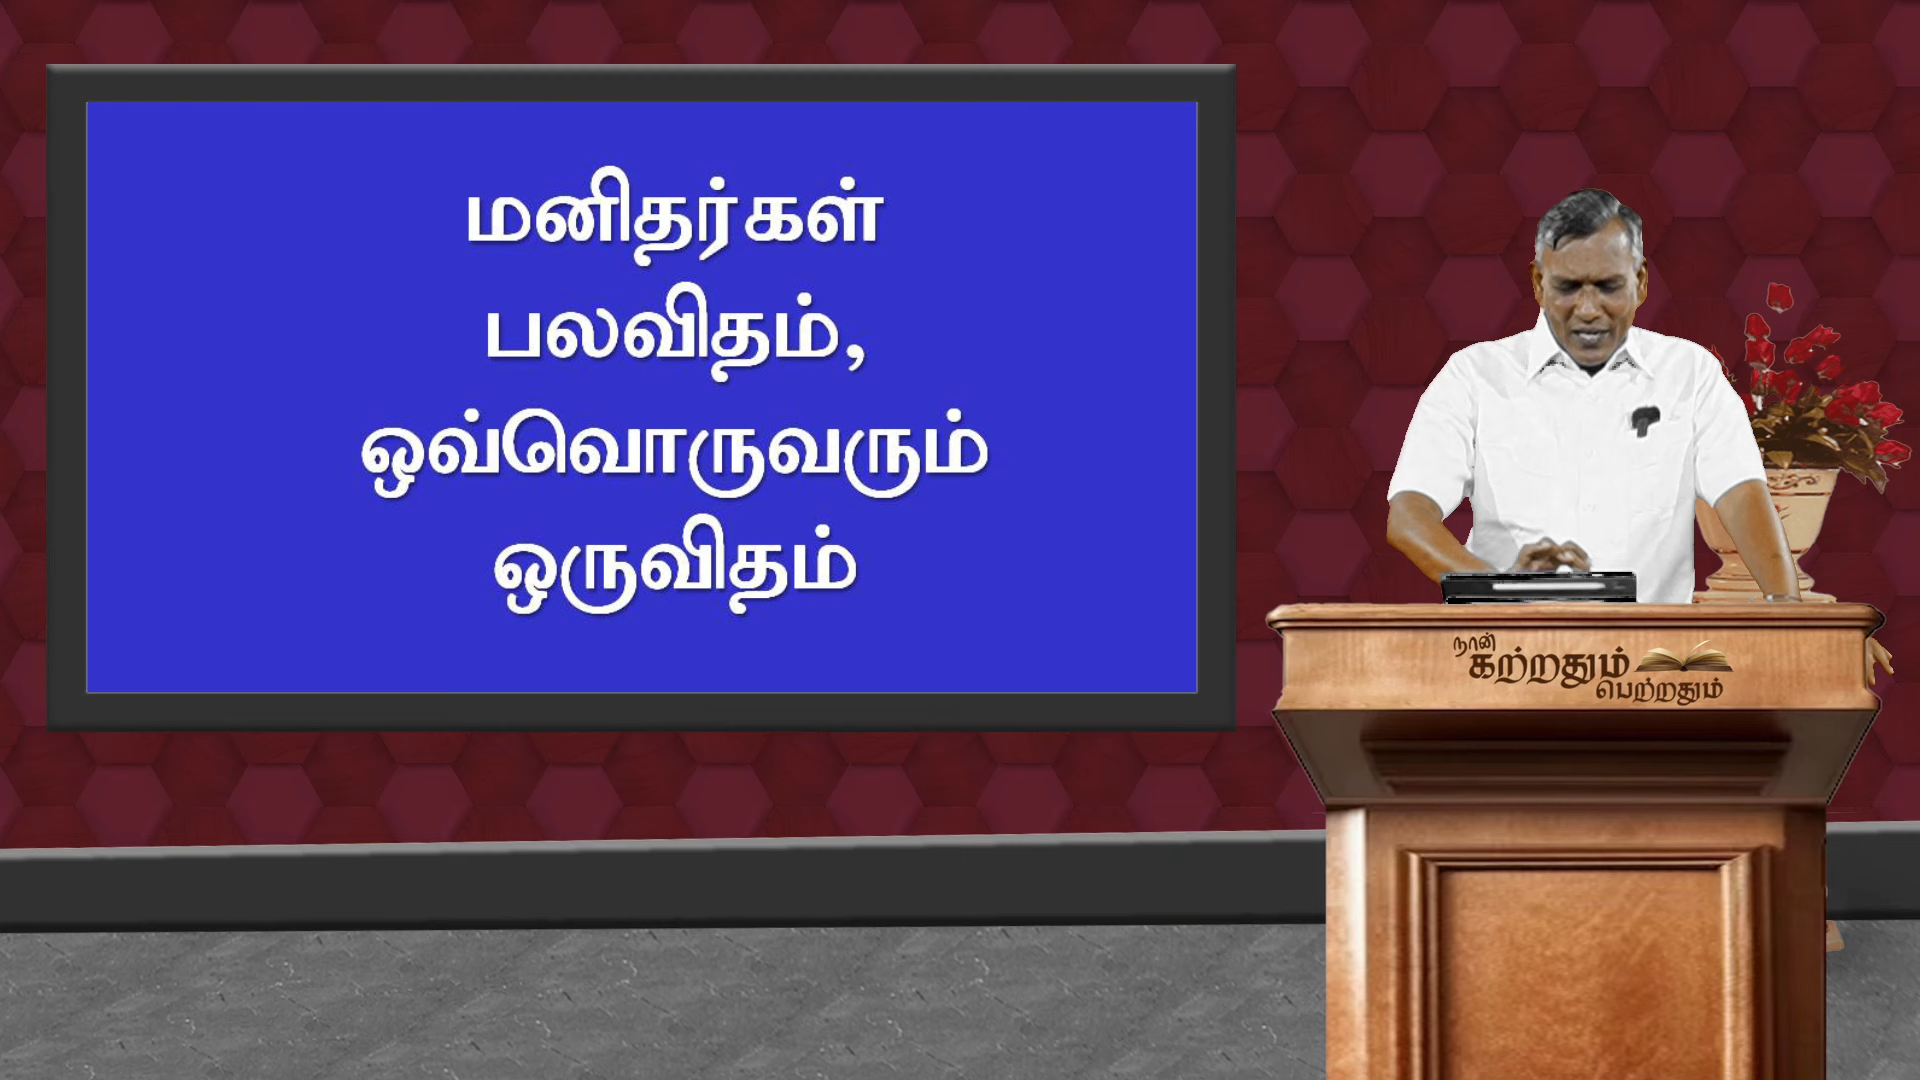 மனிதர்கள்
பலவிதம்,
ஒவ்வொருவரும்
ஒருவிதம்
நான்
கற்றதும்
பெற்றதும்